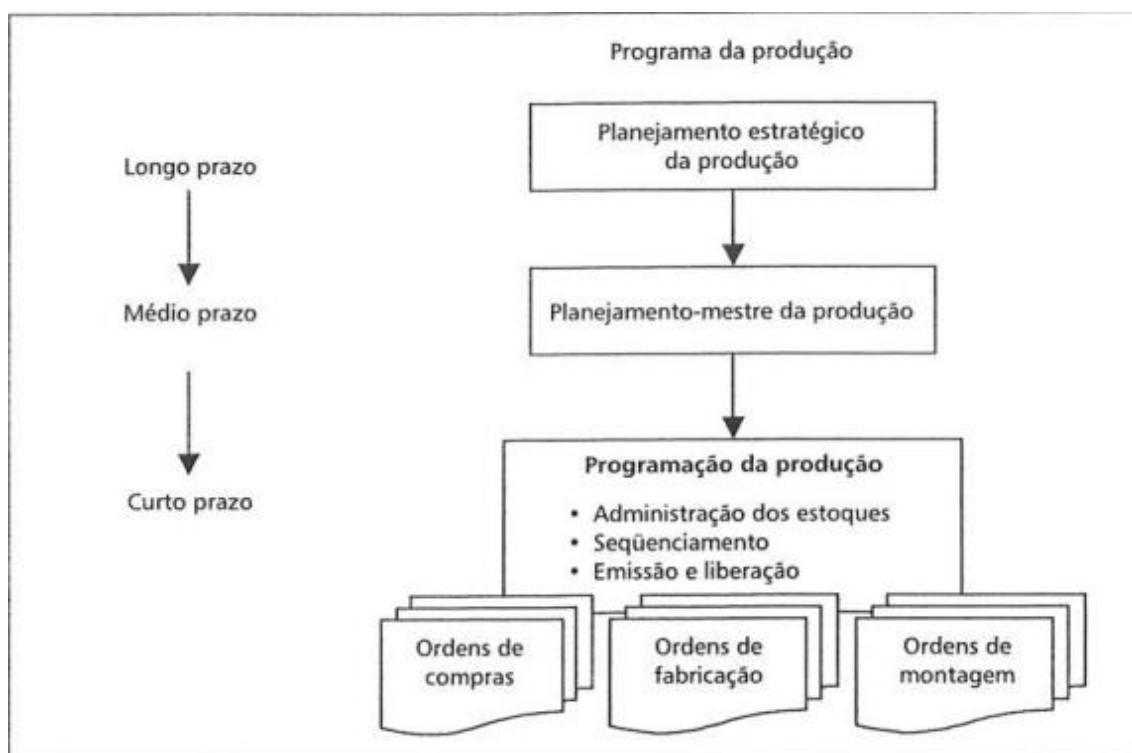 Programa da produção
Longo prazo
Planejamento estratégico
da produção
Médio prazo
Planejamento-mestre da produção
Curto prazo
Programação da produção
• Administração dos estoques
• Seqüenciamento
• Emissão e liberação
Ordens de
compras
Ordens de
fabricação
Ordens de
montagem